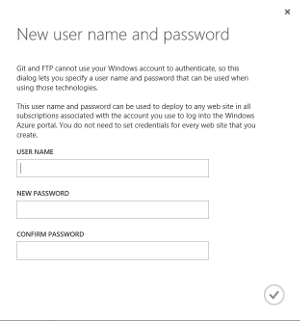 New user name and password
Git and FTP cannot use your Windows account to authenticate, so this
dialog lets you specify a user name and password that can be used when
using those technologies.
This user name and password can be used to deploy to any web site in all
subscriptions associated with the account you use to log into the Windows
Azure portal. You do not need to set credentials for every web site that you
create.
USER NAME
NEW PASSWORD
CONFIRM PASSWORD